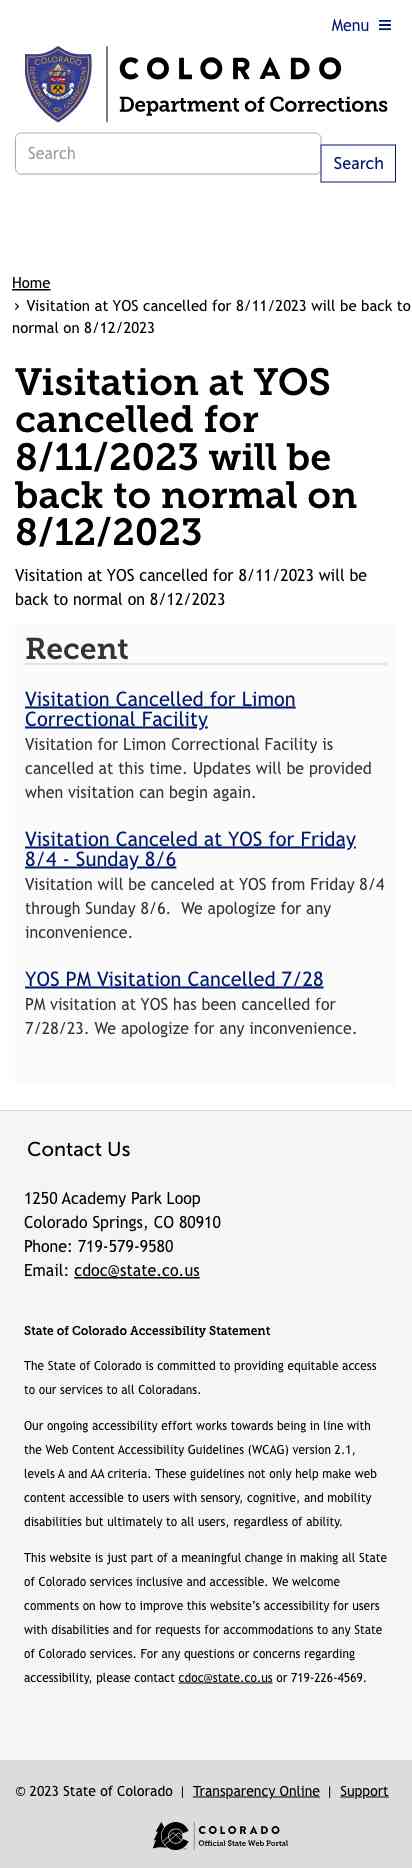 Menu
COLORADO
Department of Corrections
Search
Search
Home
› Visitation at YOS cancelled for 8/11/2023 will be back to
normal on 8/12/2023
Visitation at YOS
cancelled for
8/11/2023 will be
back to normal on
8/12/2023
Visitation at YOS cancelled for 8/11/2023 will be
back to normal on 8/12/2023
Recent
Visitation Cancelled for Limon
Correctional Facility
Visitation for Limon Correctional Facility is
cancelled at this time. Updates will be provided
when visitation can begin again.
Visitation Canceled at YOS for Friday
8/4 - Sunday 8/6
Visitation will be canceled at YOS from Friday 8/4
through Sunday 8/6.  We apologize for any
inconvenience.
YOS PM Visitation Cancelled 7/28
PM visitation at YOS has been cancelled for
7/28/23. We apologize for any inconvenience.
Contact Us
1250 Academy Park Loop
Colorado Springs, CO 80910
Phone: 719-579-9580
Email: cdoc@state.co.us
State of Colorado Accessibility Statement
The State of Colorado is committed to providing equitable access
to our services to all Coloradans.
Our ongoing accessibility effort works towards being in line with
the Web Content Accessibility Guidelines (WCAG) version 2.1,
levels A and AA criteria. These guidelines not only help make web
content accessible to users with sensory, cognitive, and mobility
disabilities but ultimately to all users, regardless of ability.
This website is just part of a meaningful change in making all State
of Colorado services inclusive and accessible. We welcome
comments on how to improve this website's accessibility for users
with disabilities and for requests for accommodations to any State
of Colorado services. For any questions or concerns regarding
accessibility, please contact cdoc@state.co.us or 719-226-4569.
© 2023 State of Colorado | Transparency Online | Support
COLORADO
Official State Web Portal